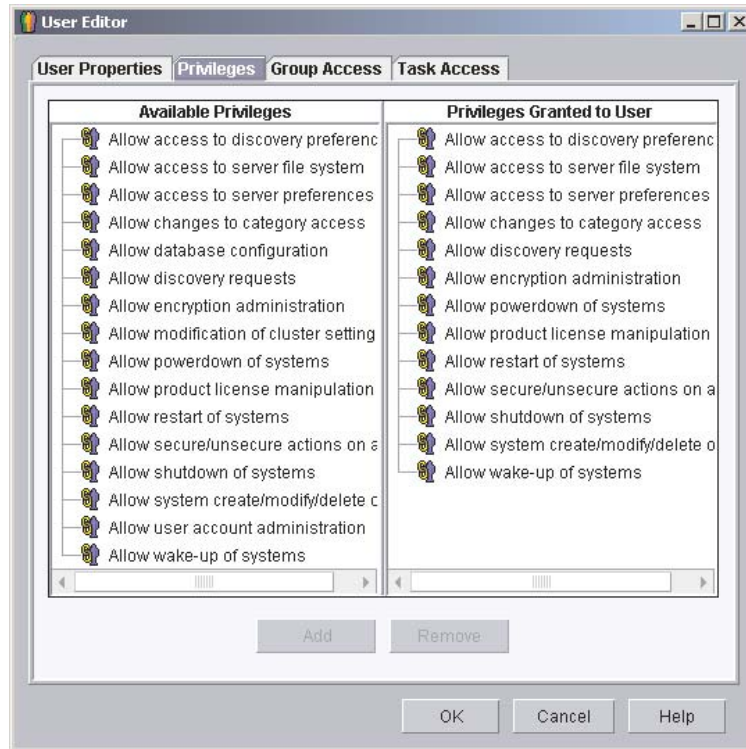 User Editor
User Properties Privileges Group Access Task Access
Available Privileges
Allow access to discovery preferenc
Allow access to server file system
Allow access to server preferences
Allow changes to category access
Allow database configuration
Allow discovery requests
Allow encryption administration
Allow modification of cluster setting
Allow powerdown of systems
Allow product license manipulation
Allow restart of systems
Allow secure/unsecure actions on a
Allow shutdown of systems
Allow system create/modify/delete o
Allow user account administration
Allow wake-up of systems
Privileges Granted to User
Allow access to discovery preferenc
Allow access to server file system
Allow access to server preferences
Allow changes to category access
Allow discovery requests
Allow encryption administration
Allow powerdown of systems
Allow product license manipulation
Allow restart of systems
Allow secure/unsecure actions on a
Allow shutdown of systems
Allow system create/modify/delete o
Allow wake-up of systems
Add Remove
OK Cancel Help